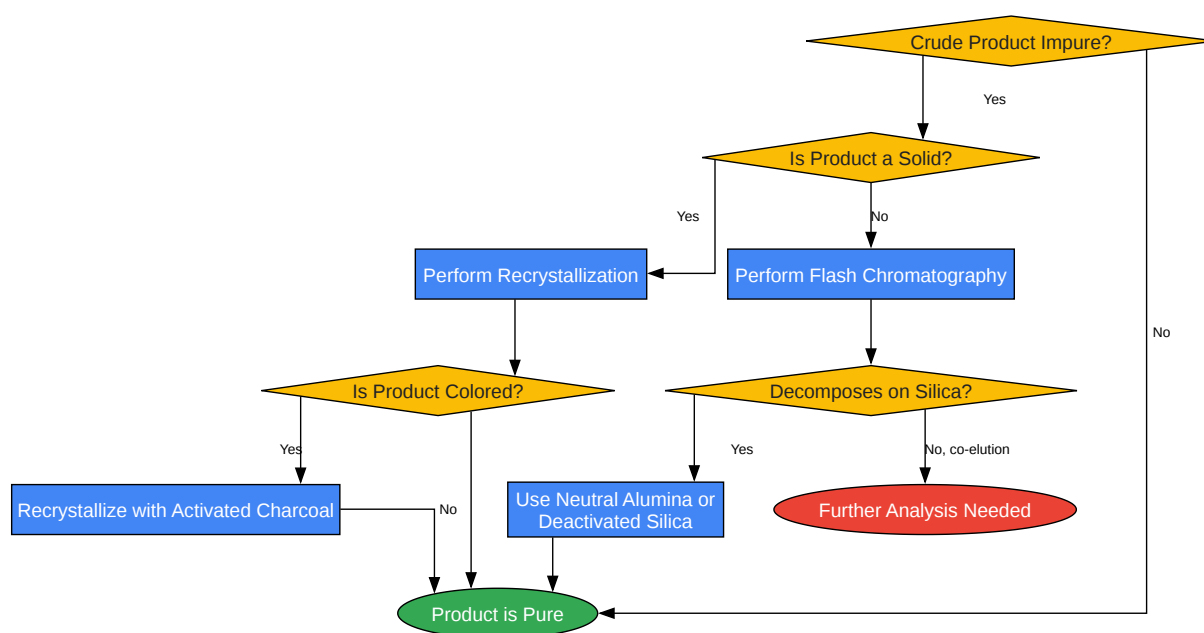 Crude Product Impure?
Yes
Is Product a Solid?
Yes
No
Perform Recrystallization
Perform Flash Chromatography
No
Is Product Colored?
Decomposes on Silica?
Yes
Yes
No, co-elution
Recrystallize with Activated Charcoal
No
Use Neutral Alumina or
Deactivated Silica
Further Analysis Needed
Product is Pure